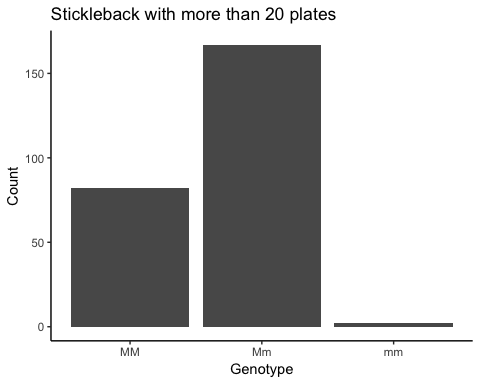 Stickleback with more than 20 plates
150
100
50
0
Count
MM Mm mm
Genotype